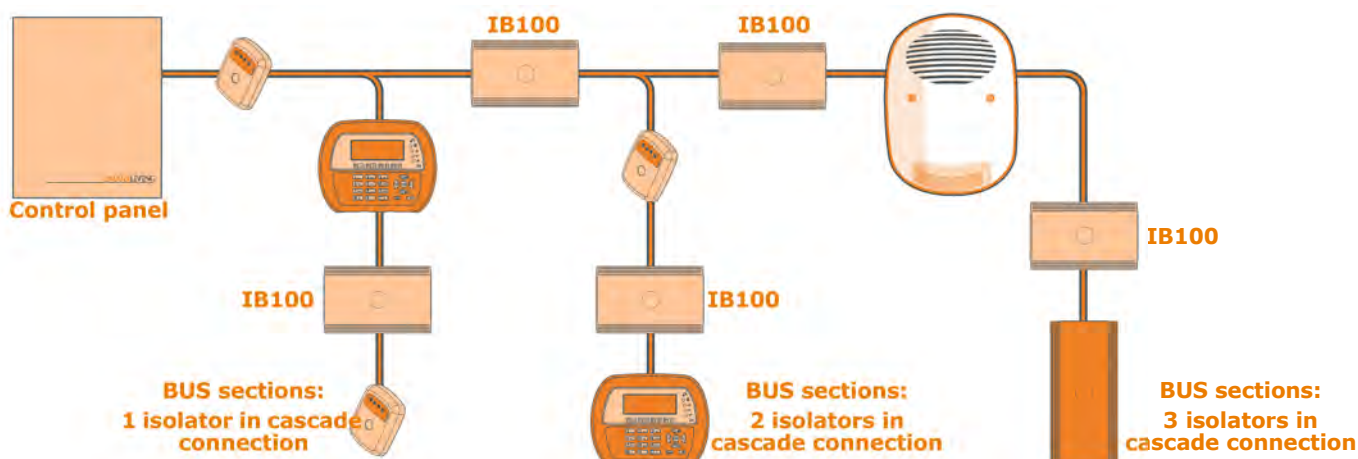 IB100
IB100
Control panel
IB100
IB100
IB100
BUS sections:
1 isolator in cascade
connection
BUS sections:
2 isolators in
cascade connection
BUS sections:
3 isolators in
cascade connection